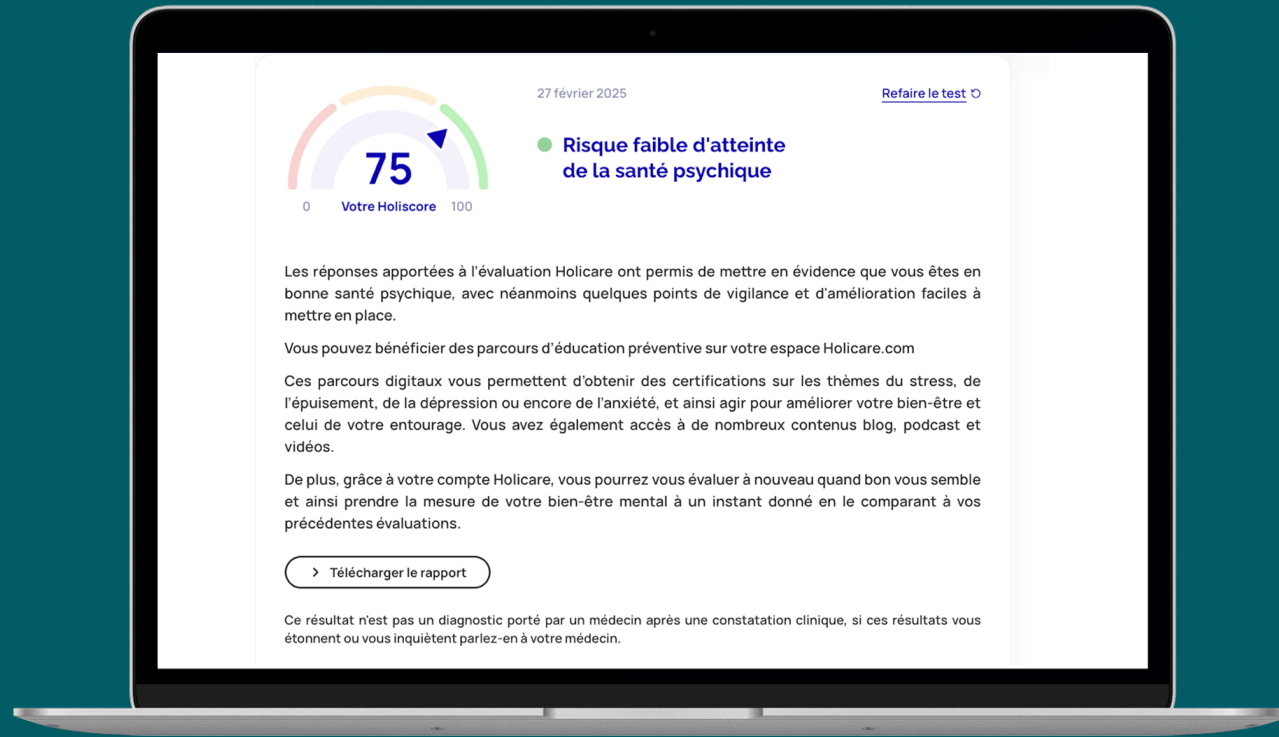 27 février 2025
Refaire le test
Risque faible d'atteinte
de la santé psychique
75
0 Votre Holiscore 100
Les réponses apportées à l'évaluation Holicare ont permis de mettre en évidence que vous êtes en
bonne santé psychique, avec néanmoins quelques points de vigilance et d'amélioration faciles à
mettre en place.
Vous pouvez bénéficier des parcours d'éducation préventive sur votre espace Holicare.com
Ces parcours digitaux vous permettent d'obtenir des certifications sur les thèmes du stress, de
l'épuisement, de la dépression ou encore de l'anxiété, et ainsi agir pour améliorer votre bien-être et
celui de votre entourage. Vous avez également accès à de nombreux contenus blog, podcast et
vidéos.
De plus, grâce à votre compte Holicare, vous pourrez vous évaluer à nouveau quand bon vous semble
et ainsi prendre la mesure de votre bien-être mental à un instant donné en le comparant à vos
précédentes évaluations.
Télécharger le rapport
Ce résultat n'est pas un diagnostic porté par un médecin après une constatation clinique, si ces résultats vous
étonnent ou vous inquiètent parlez-en à votre médecin.